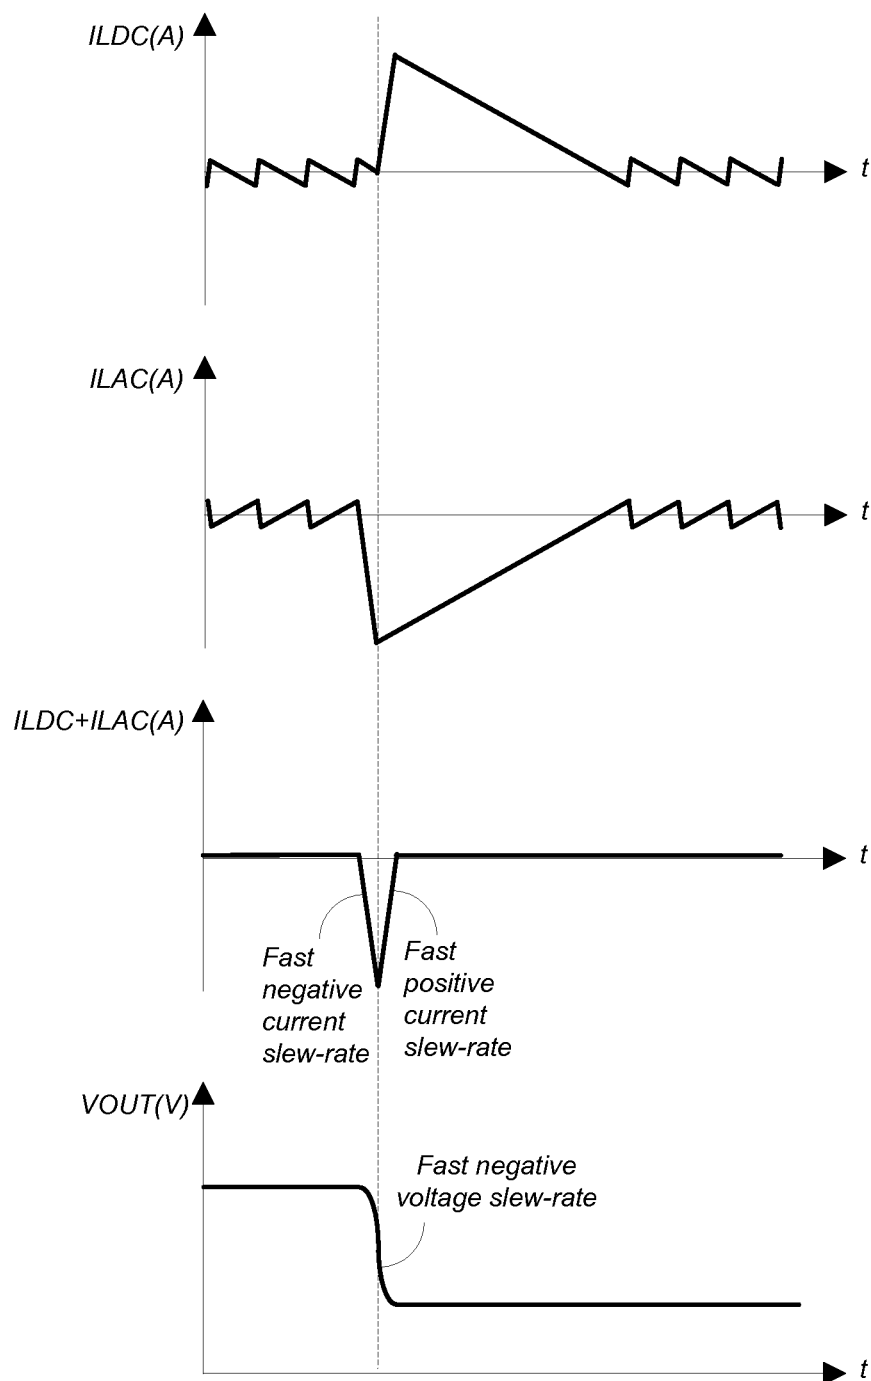 ILDC(A)
t
ILAC(A)
t
ILDC+ILAC(A)
t
Fast
negative
current
slew-rate
Fast
positive
current
slew-rate
VOUT(V)
Fast negative
voltage slew-rate
t